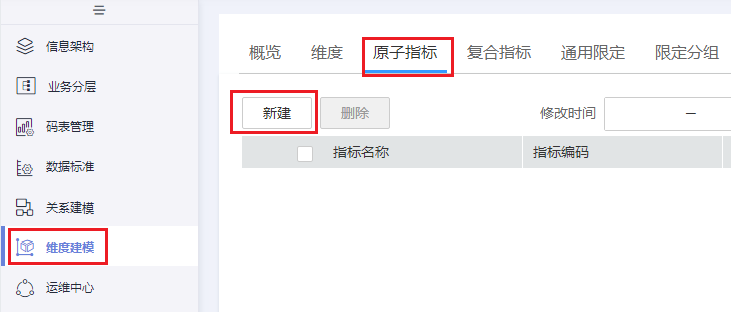 信息架构
业务分层
码表管理
数据标准
关系建模
维度建模
运维中心
概览 维度 原子指标 复合指标 通用限定 限定分组
新建 删除 修改时间 –
指标名称 指标编码